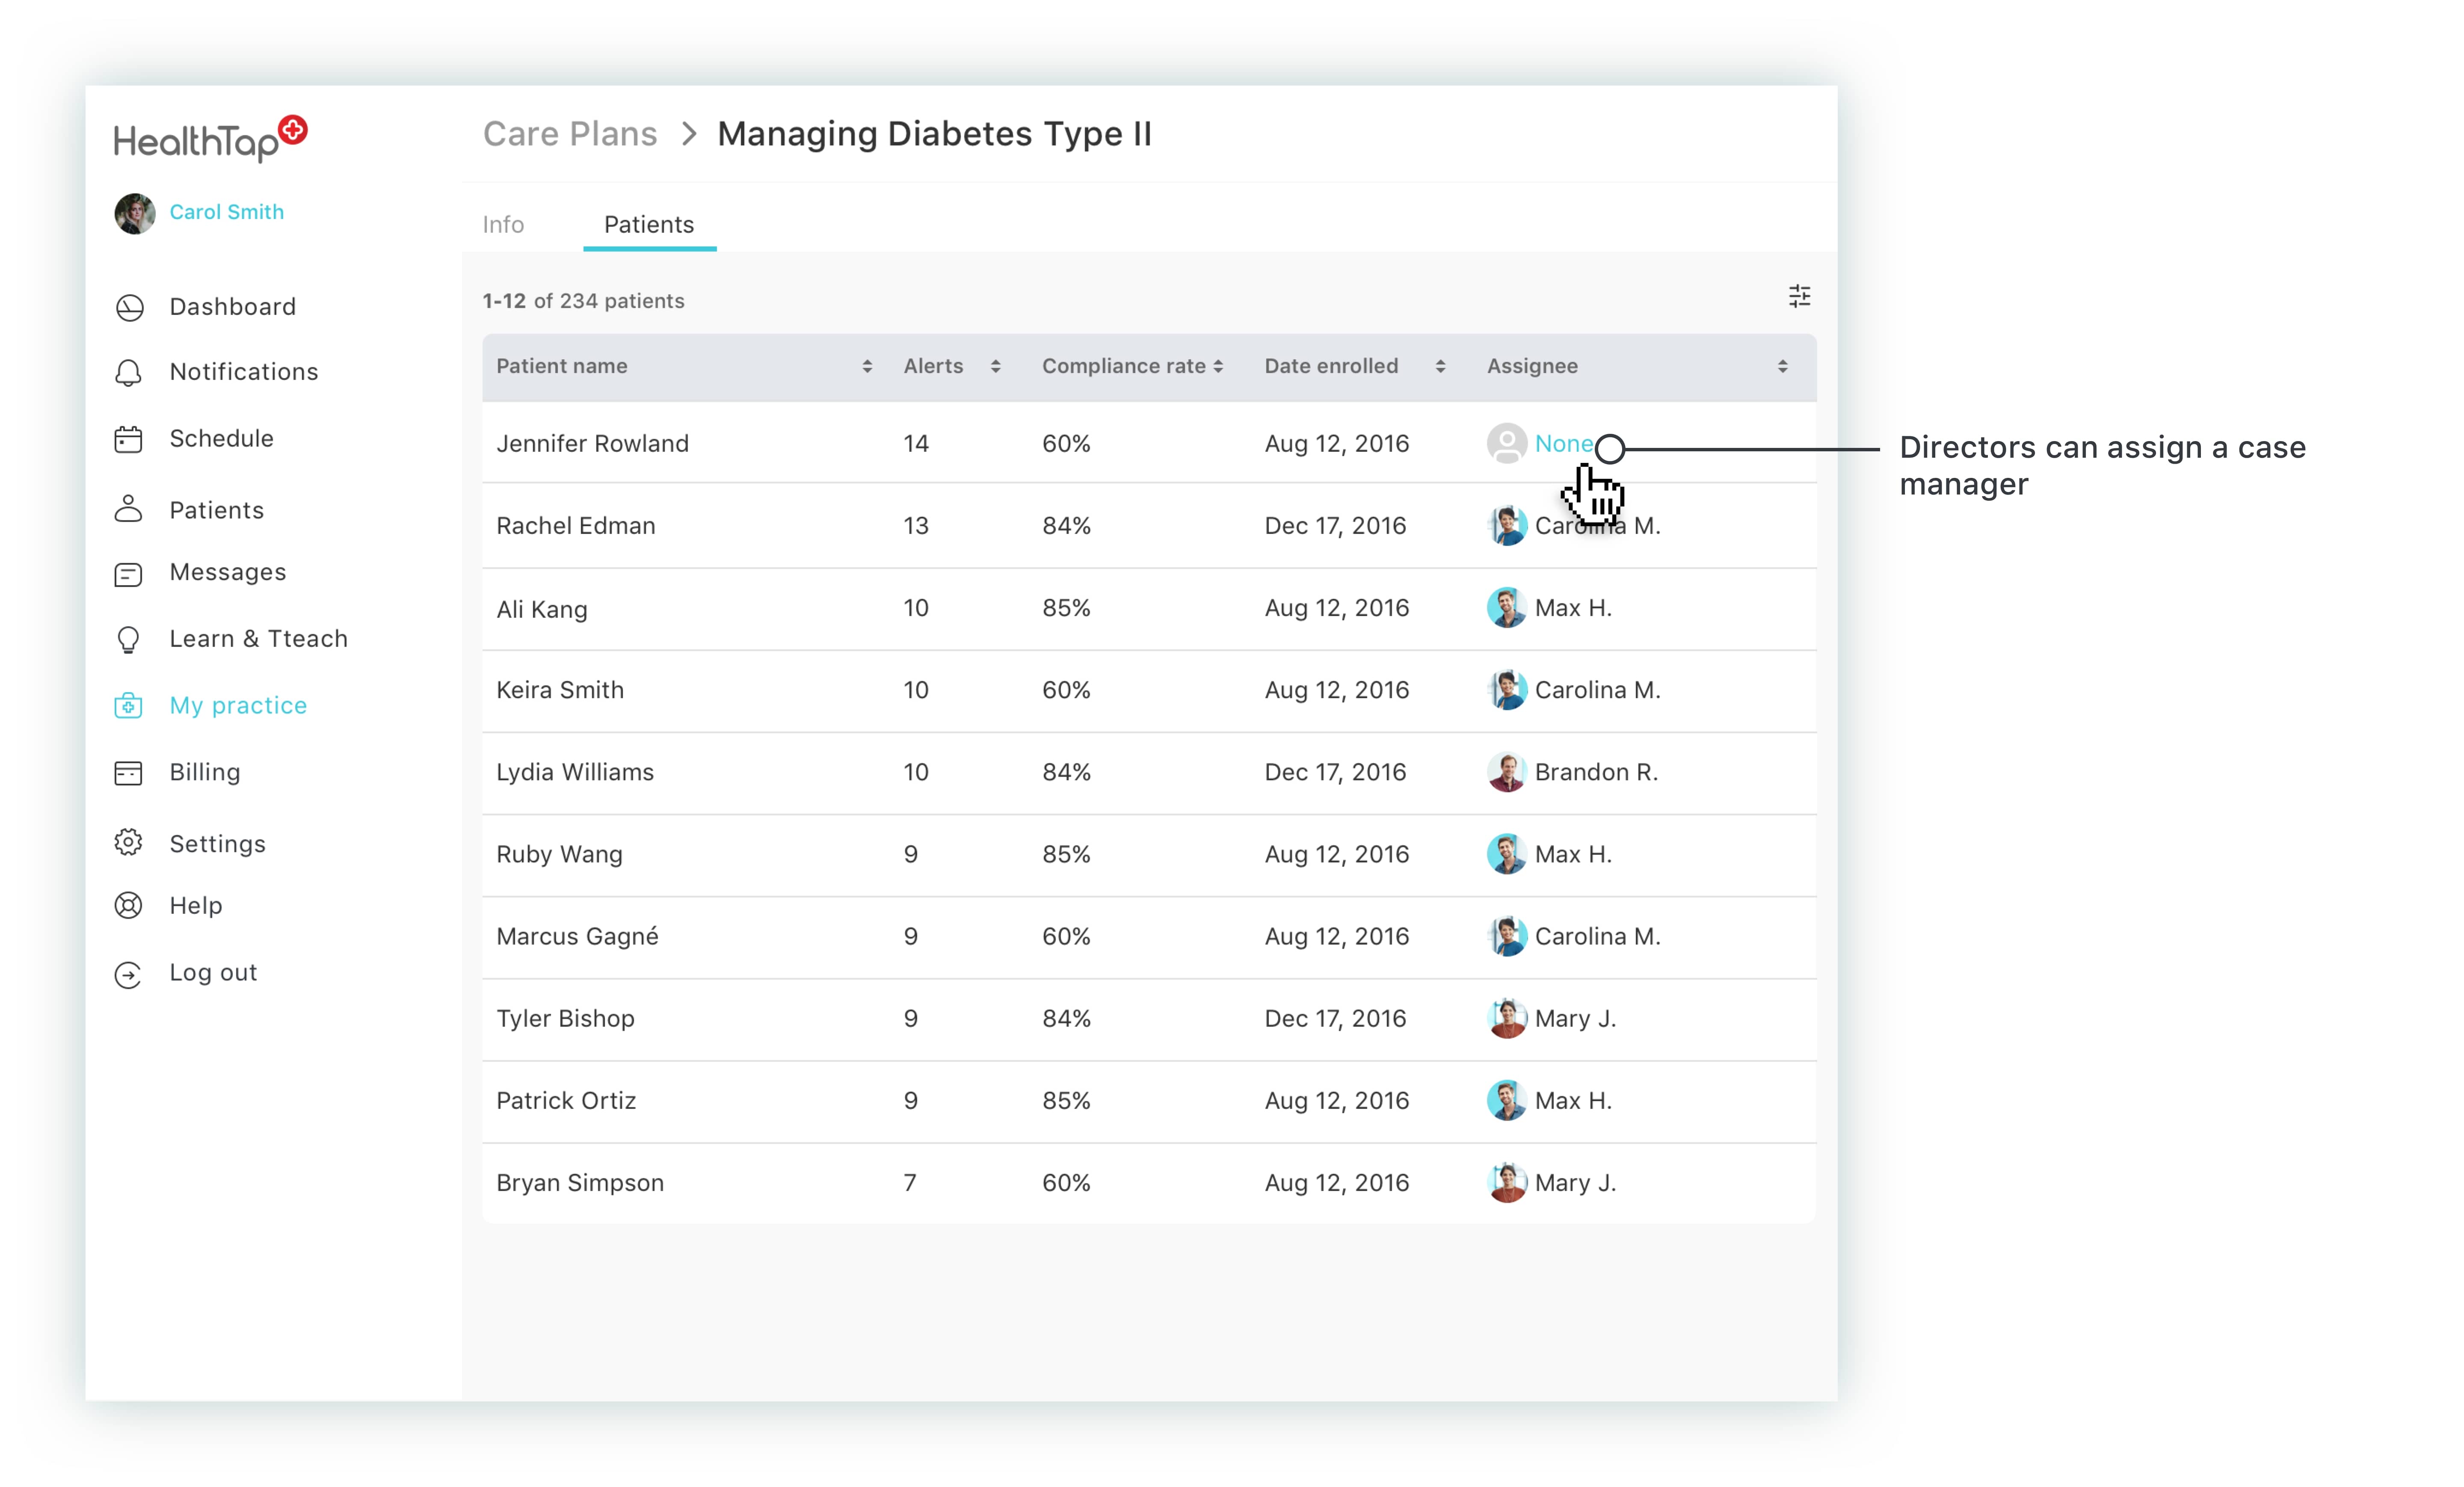 HealthTap
Care Plans > Managing Diabetes Type II
Carol Smith
Info Patients
Dashboard
Notifications
Schedule
Patients
Messages
Learn & Tteach
My practice
Billing
Settings
Help
Log out
1-12 of 234 patients
Patient name Alerts Compliance rate Date enrolled Assignee
Jennifer Rowland 14 60% Aug 12, 2016 None
Rachel Edman 13 84% Dec 17, 2016 Carolina M.
Ali Kang 10 85% Aug 12, 2016 Max H.
Keira Smith 10 60% Aug 12, 2016 Carolina M.
Lydia Williams 10 84% Dec 17, 2016 Brandon R.
Ruby Wang 9 85% Aug 12, 2016 Max H.
Marcus Gagné 9 60% Aug 12, 2016 Carolina M.
Tyler Bishop 9 84% Dec 17, 2016 Mary J.
Patrick Ortiz 9 85% Aug 12, 2016 Max H.
Bryan Simpson 7 60% Aug 12, 2016 Mary J.
Directors can assign a case
manager